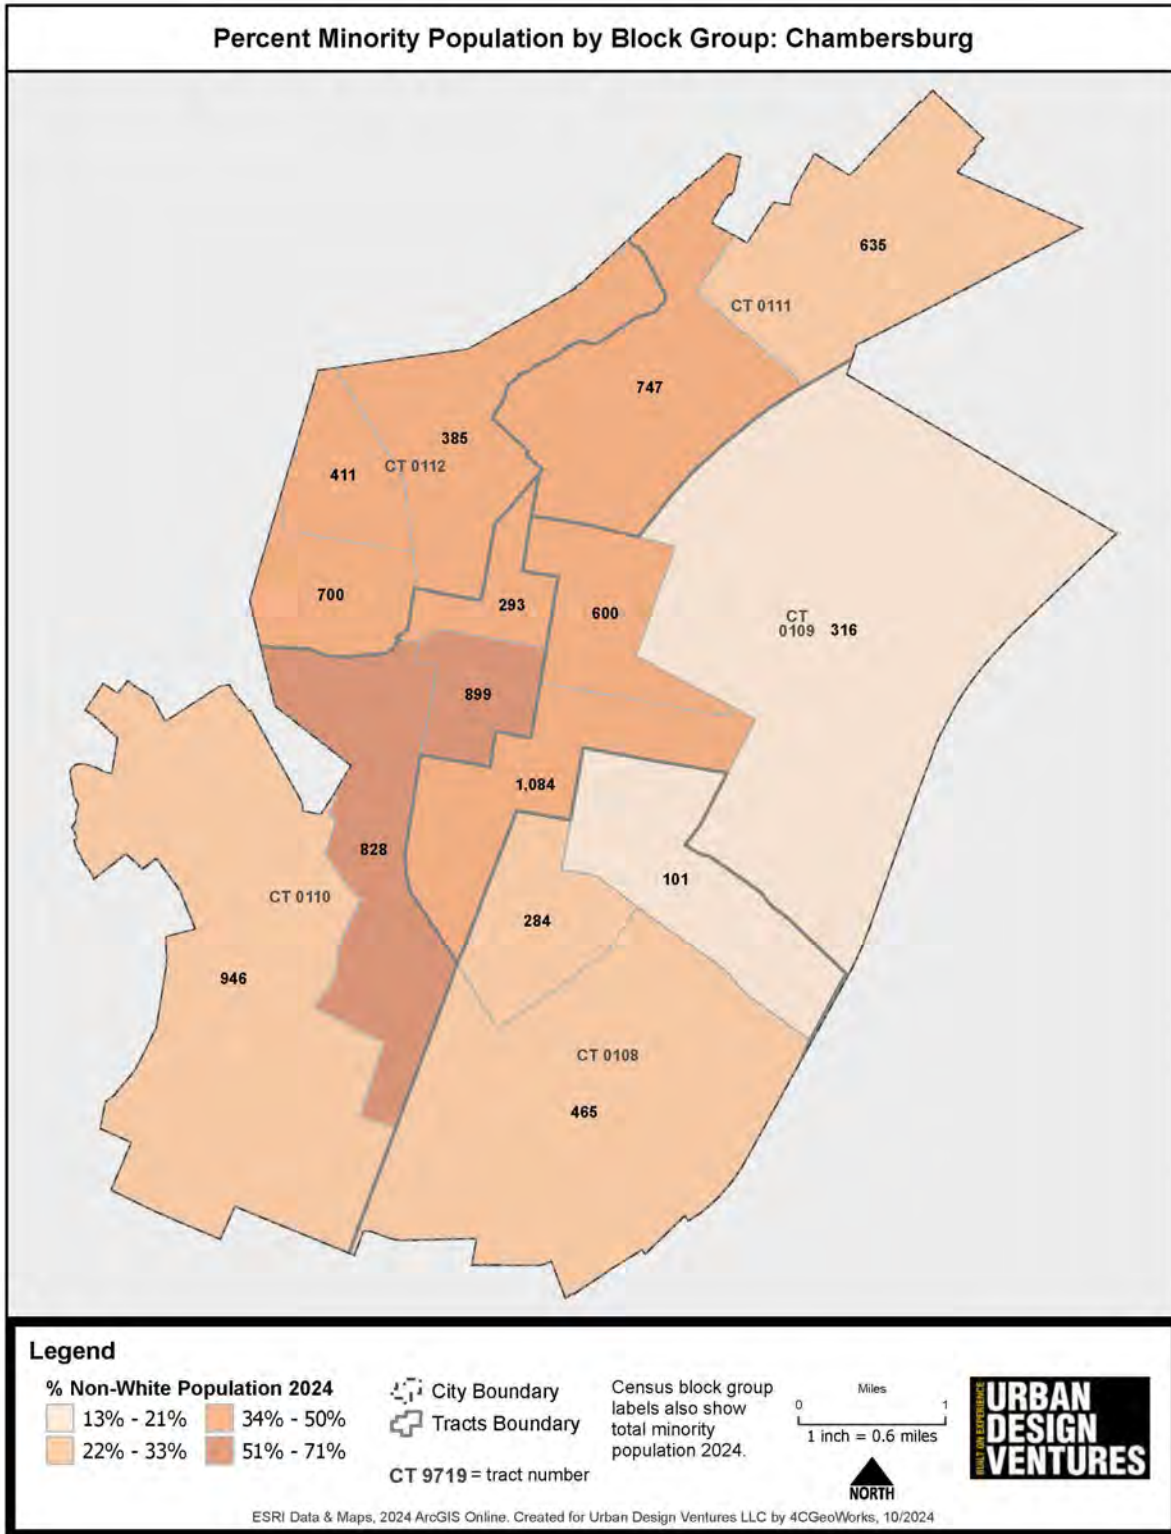 Percent Minority Population by Block Group: Chambersburg
635
CT 0111
747
385
411
CT 0112
700
293
600
CT
0109 316
899
1,084
828
101
CT 0110
284
946
CT 0108
465
Legend
% Non-White Population 2024
13% - 21%
34% - 50%
22% - 33%
51% - 71%
City Boundary
Tracts Boundary
CT 9719 = tract number
Census block group
labels also show
total minority
population 2024.
Miles
0 1
1 inch = 0.6 miles
NORTH
BUILT ON EXPERIENCE
URBAN
DESIGN
VENTURES
ESRI Data & Maps, 2024 ArcGIS Online. Created for Urban Design Ventures LLC by 4CGeoWorks, 10/2024